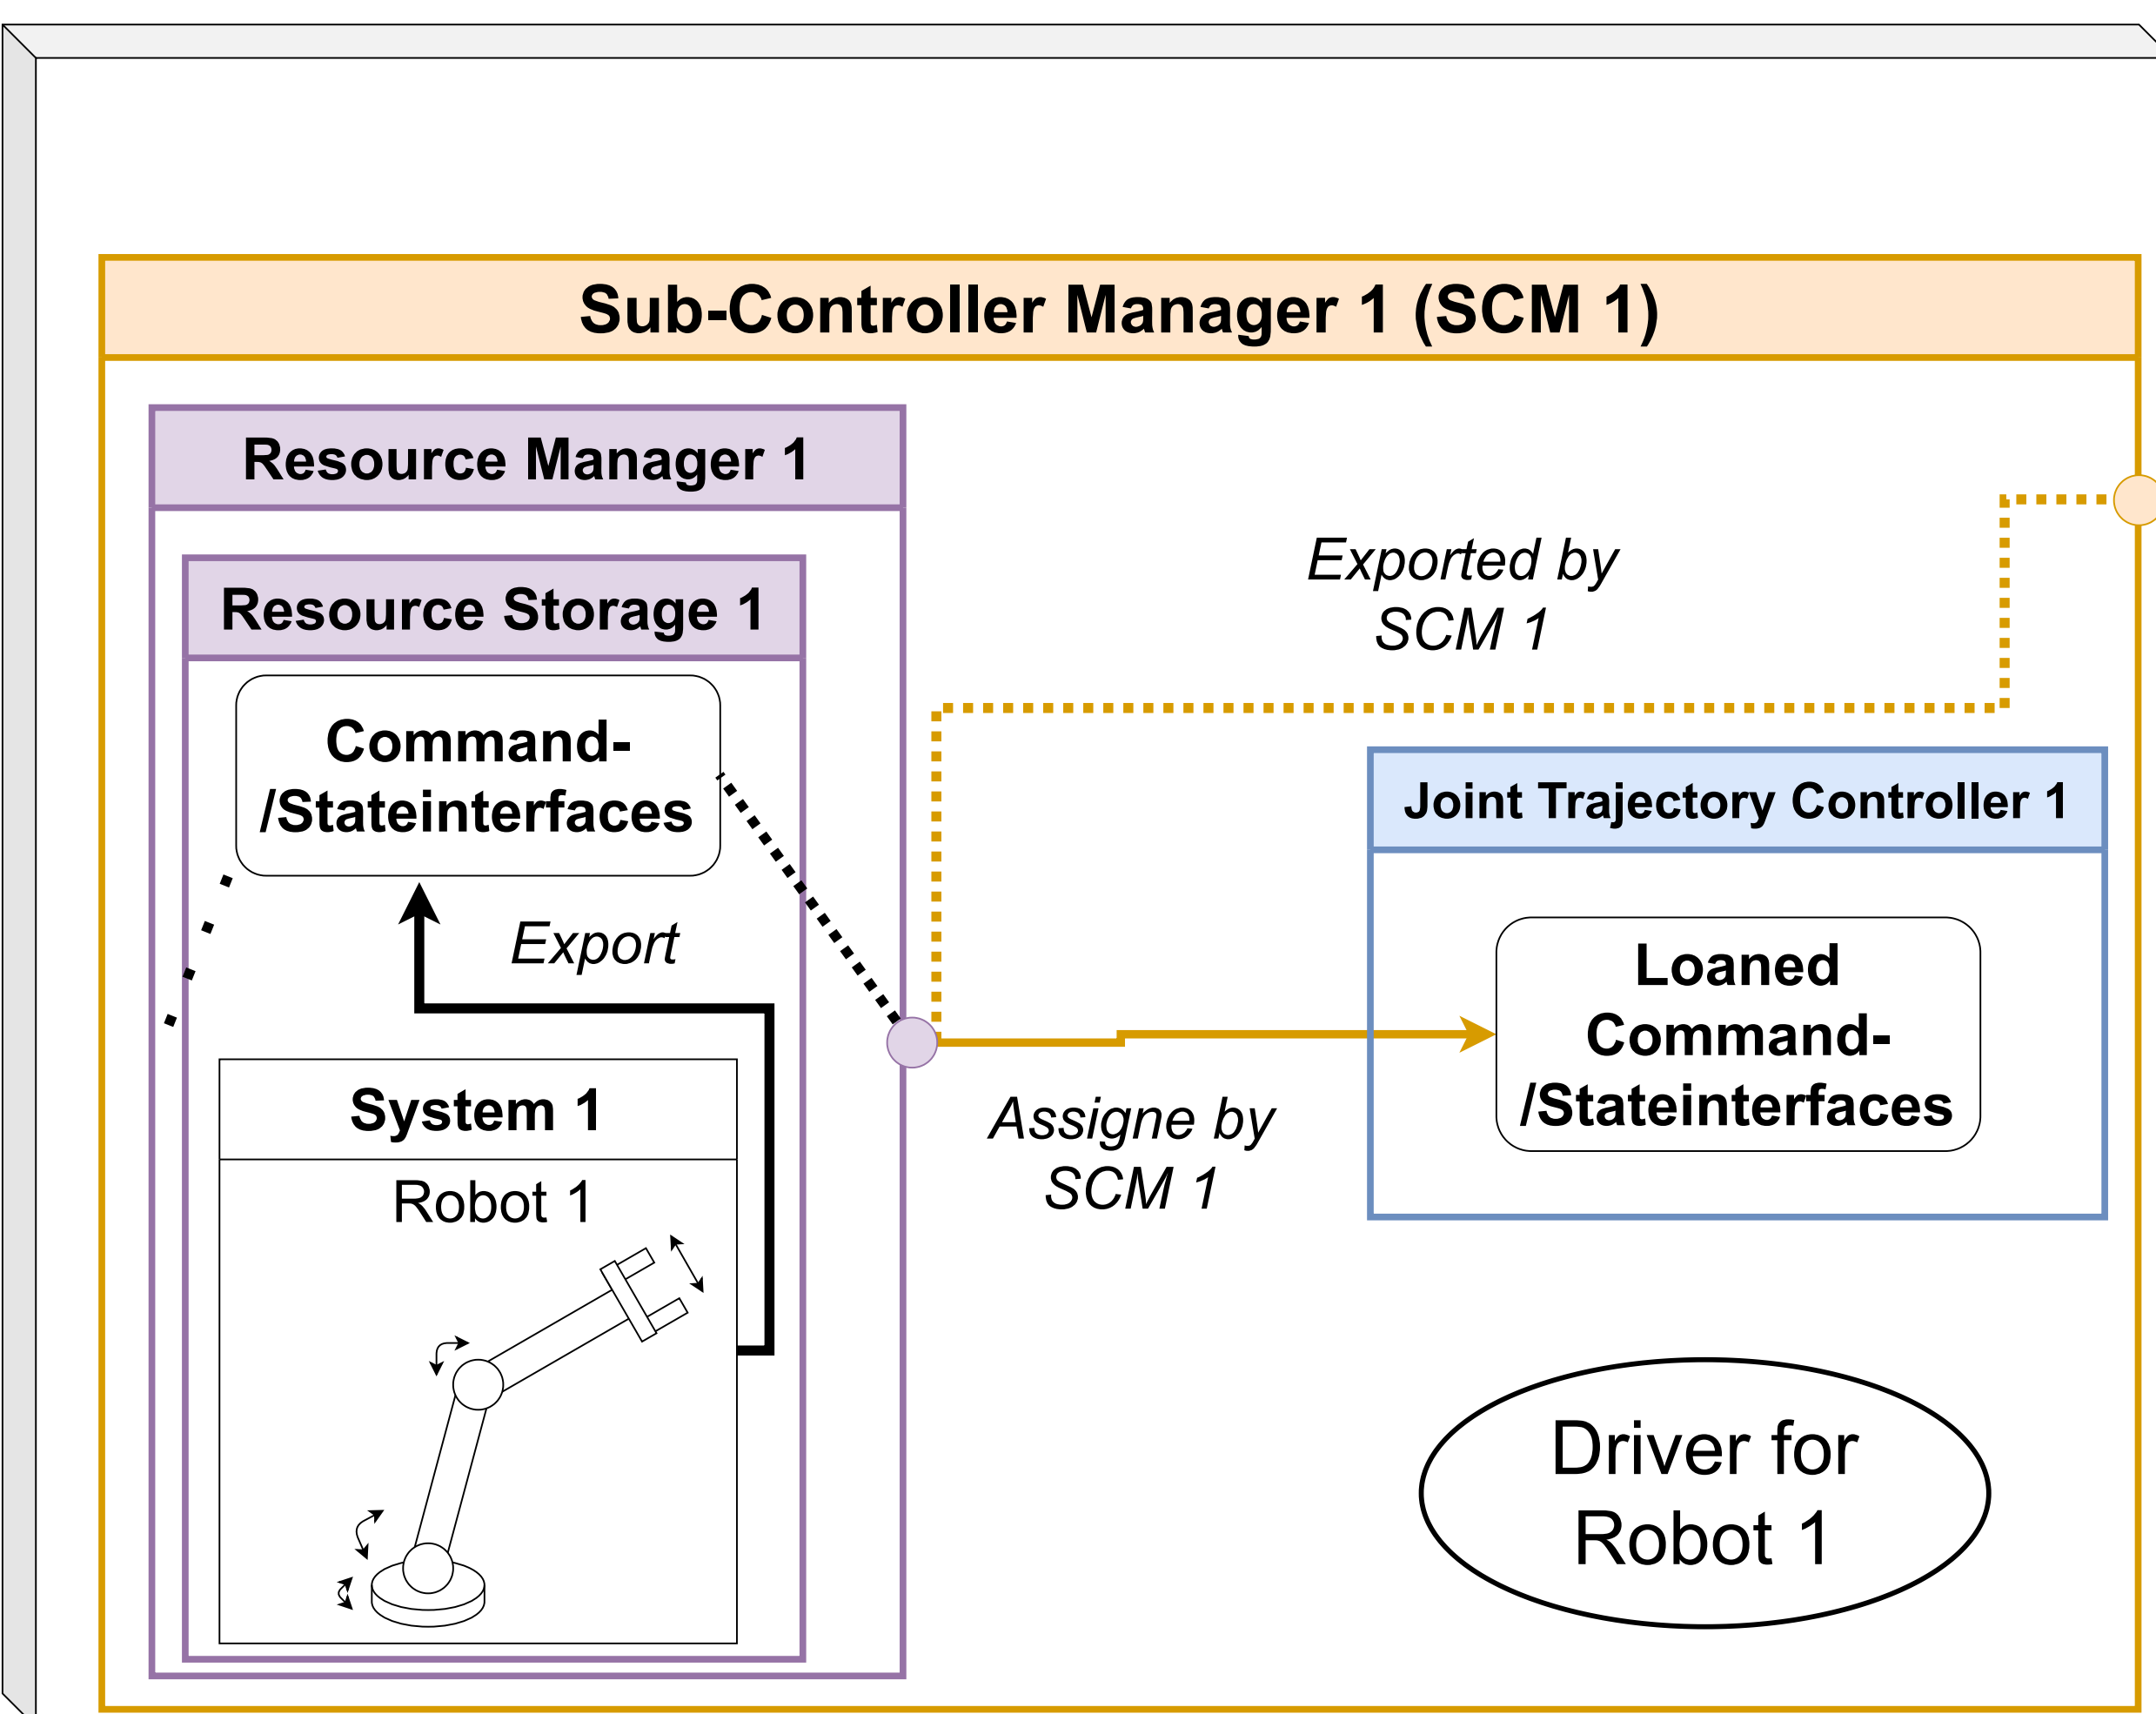 Sub-Controller Manager 1 (SCM 1)
Resource Manager 1
Resource Storage 1
Command-
/Stateinterfaces
Export
System 1
Robot 1
Exported by
SCM 1
Assigne by
SCM 1
Joint Trajector Controller 1
Loaned
Command-
/Stateinterfaces
Driver for
Robot 1